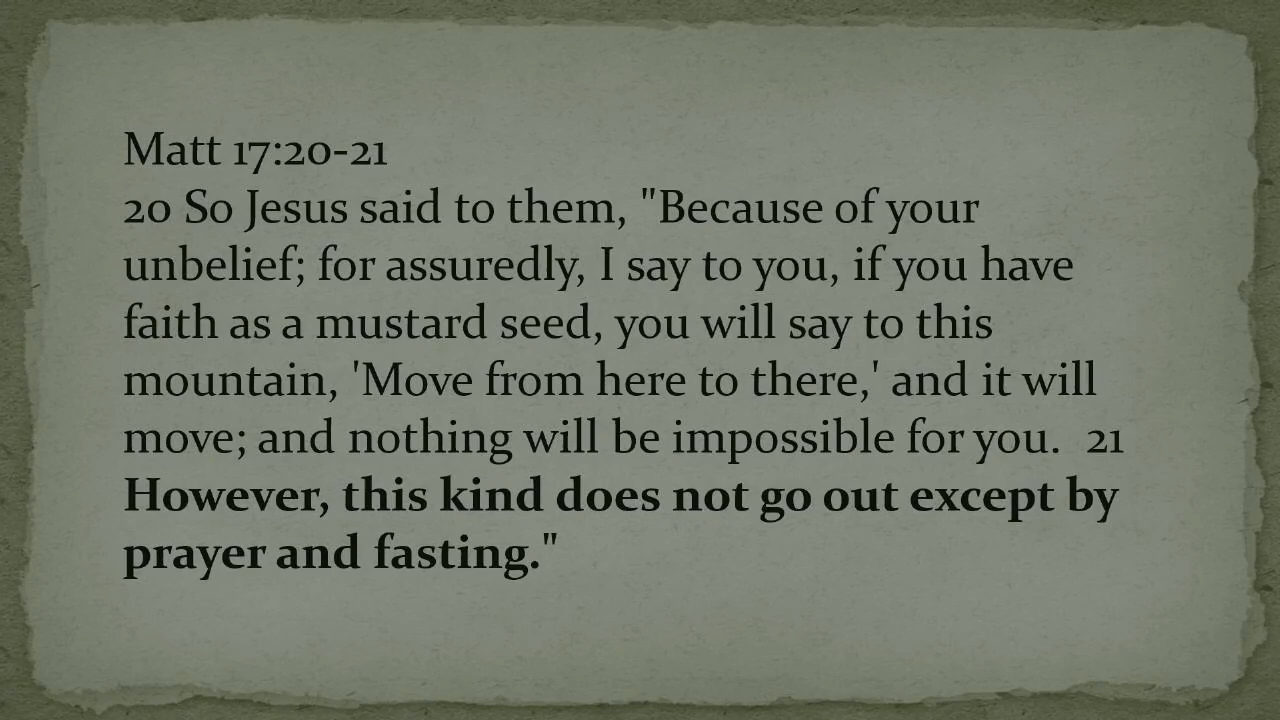 Matt 17:20-21
20 So Jesus said to them, "Because of your
unbelief; for assuredly, I say to you, if you have
faith as a mustard seed, you will say to this
mountain, 'Move from here to there,' and it will
move; and nothing will be impossible for you.  21
However, this kind does not go out except by
prayer and fasting."